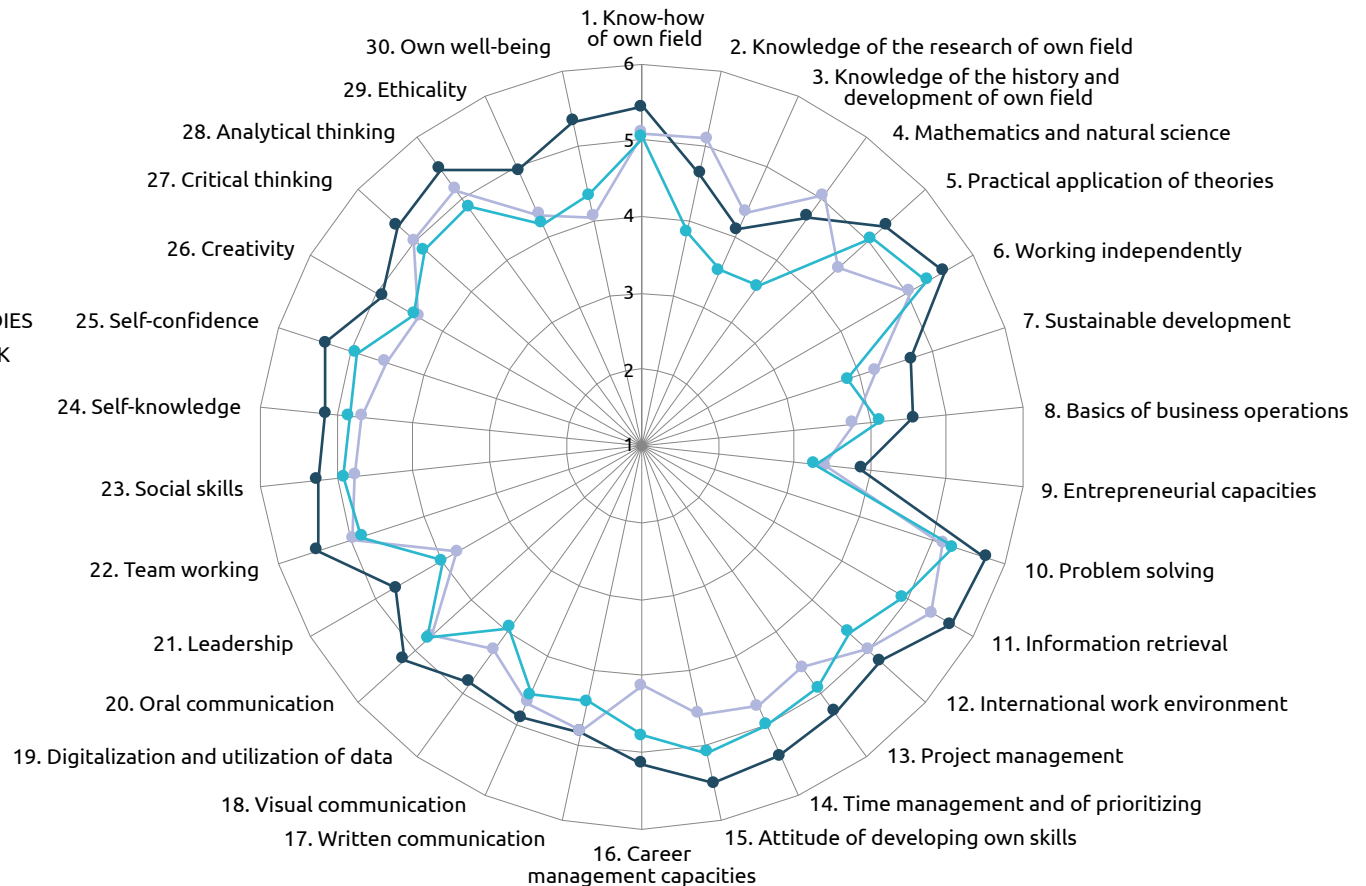 1. Know-how
of own field
2. Knowledge of the research of own field
3. Knowledge of the history and
development of own field
4. Mathematics and natural science
5. Practical application of theories
6. Working independently
7. Sustainable development
8. Basics of business operations
9. Entrepreneurial capacities
10. Problem solving
11. Information retrieval
12. International work environment
13. Project management
14. Time management and of prioritizing
15. Attitude of developing own skills
16. Career
management capacities
17. Written communication
18. Visual communication
19. Digitalization and utilization of data
20. Oral communication
21. Leadership
22. Team working
23. Social skills
24. Self-knowledge
25. Self-confidence
26. Creativity
27. Critical thinking
28. Analytical thinking
29. Ethicality
30. Own well-being
6
5
4
3
2
1
DIES
K